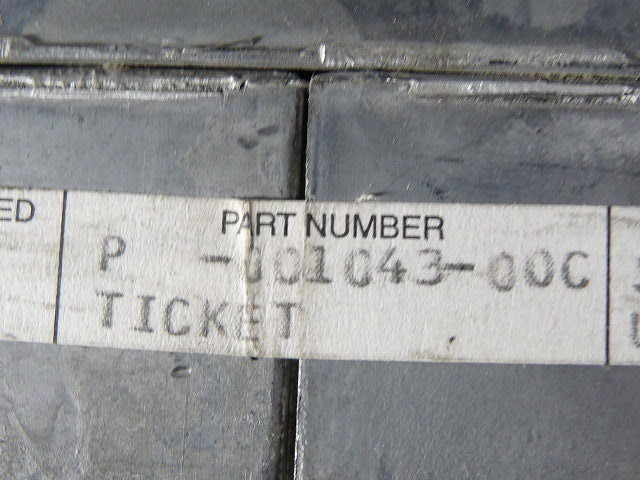 ED
PART NUMBER
P -001043-00C
TICKET